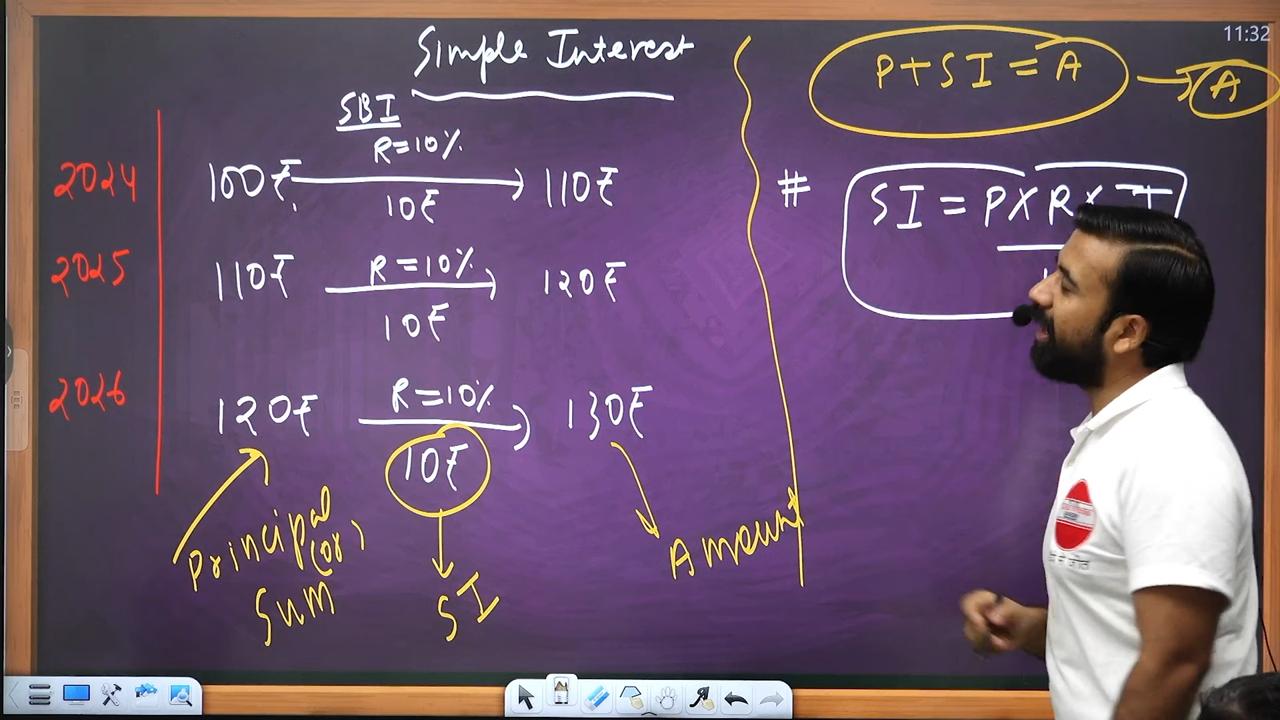 11:32
Simple Interest
P+SI=A → A
SBI
2024 100₹ R=10% 10₹ → 110₹
# SI = P×R×T
2025 110₹ R=10% 10₹ → 120₹
2026 120₹ R=10% 10₹ → 130₹
Principal (or) Sum
SI
Amount